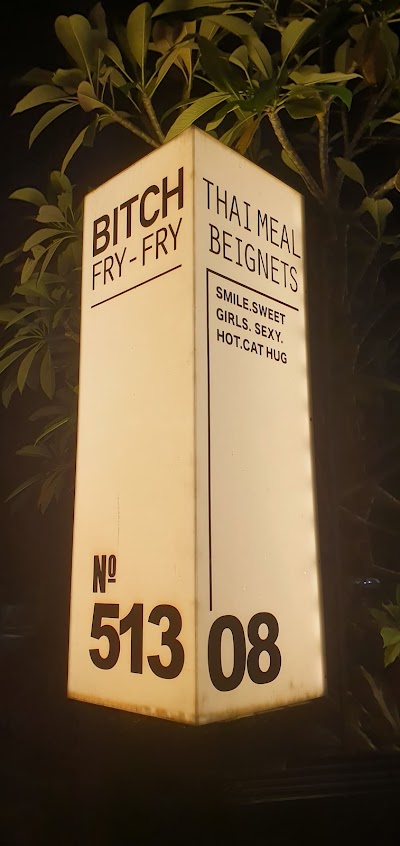 BITCH
FRY-FRY
Nº
513
THAI MEAL
BEIGNETS
SMILE.SWEET
GIRLS. SEXY.
HOT.CAT HUG
08